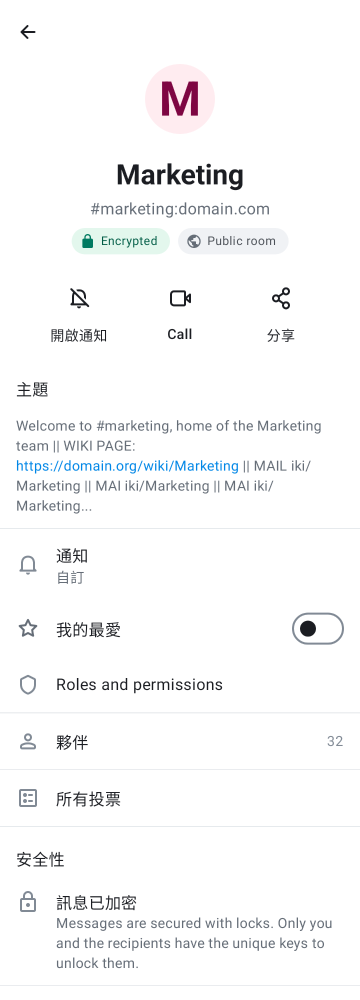 M
Marketing
#marketing:domain.com
Encrypted
Public room
開啟通知
Call
分享
主題
Welcome to #marketing, home of the Marketing
team || WIKI PAGE:
https://domain.org/wiki/Marketing || MAIL iki/
Marketing || MAI iki/Marketing || MAI iki/
Marketing...
通知
自訂
我的最愛
Roles and permissions
夥伴 32
所有投票
安全性
訊息已加密
Messages are secured with locks. Only you
and the recipients have the unique keys to
unlock them.